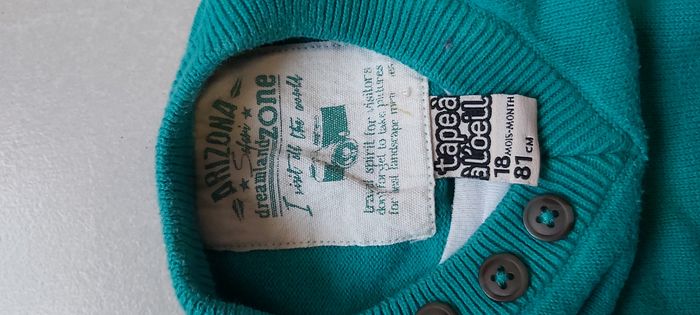 ARIZONA
Safari
dreamland zone
I visit all the world
travel spirit for visitors
don't forget to take pictures
for best landscape
tape à
l'oeil
18 MOIS-MONTH
81 CM